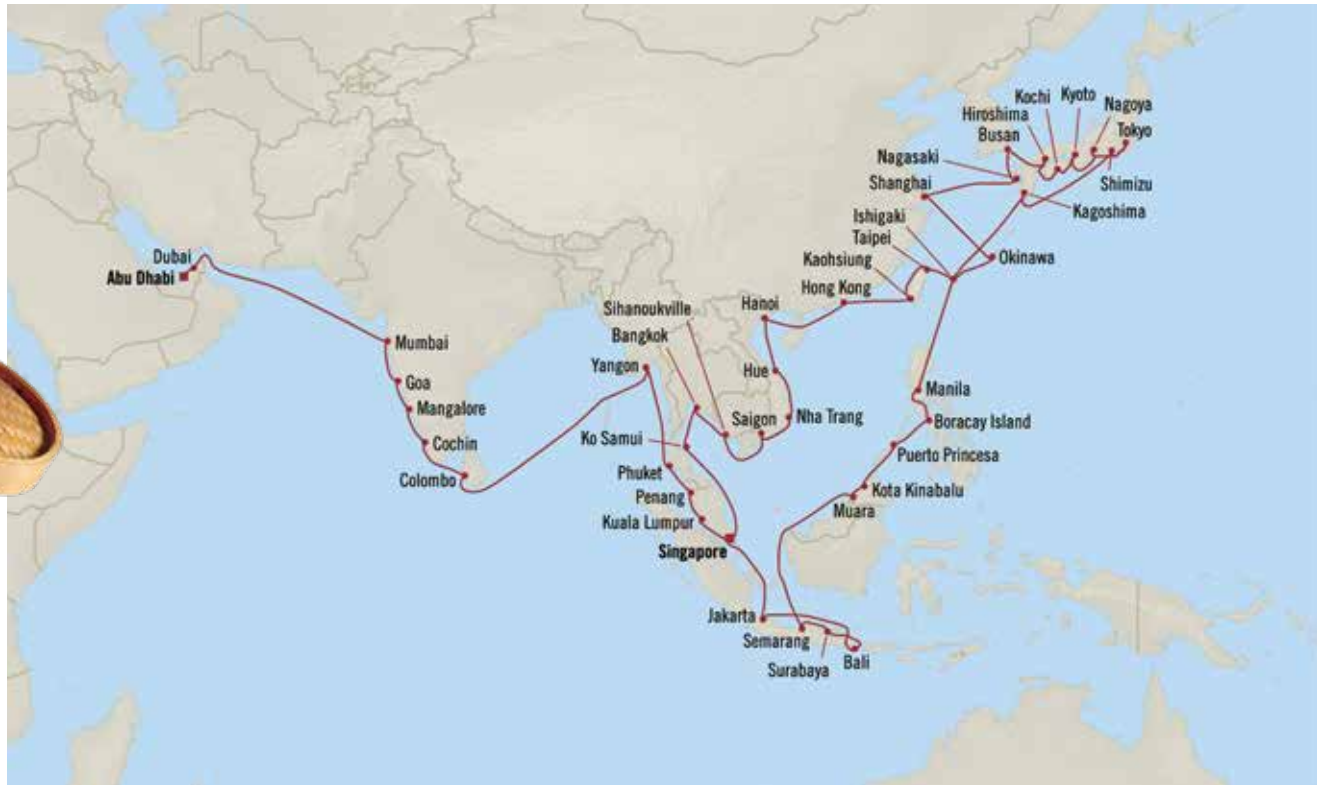 Kochi
Kyoto
Nagoya
Hiroshima
Busan
Tokyo
Nagasaki
Shanghai
Shimizu
Ishigaki
Kagoshima
Taipei
Dubai
Abu Dhabi
Kaohsiung
Okinawa
Hong Kong
Sihanoukville
Hanoi
Bangkok
Mumbai
Yangon
Hue
Goa
Manila
Mangalore
Saigon
Nha Trang
Boracay Island
Cochin
Ko Samui
Puerto Princesa
Colombo
Phuket
Kota Kinabalu
Penang
Muara
Kuala Lumpur
Singapore
Jakarta
Semarang
Bali
Surabaya